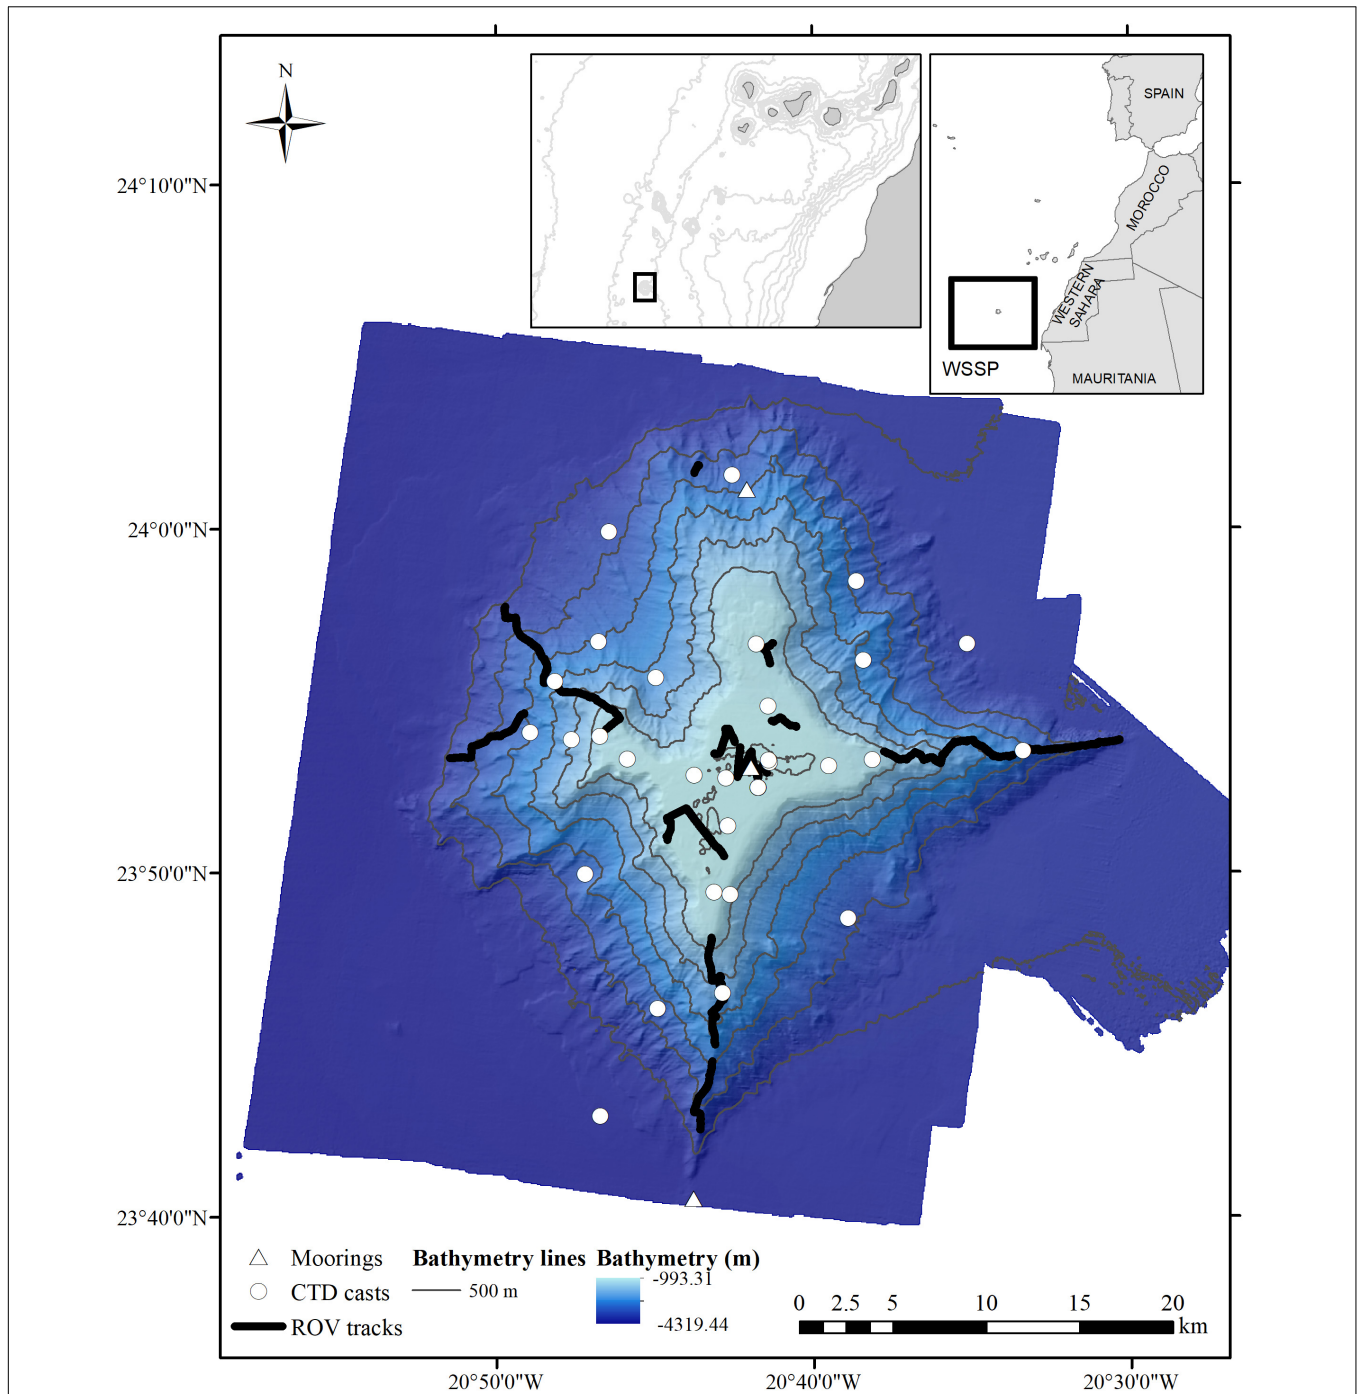 N
SPAIN
MOROCCO
WESTERN
SAHARA
WSSP
MAURITANIA
24°10'0"N
24°0'0"N
23°50'0"N
23°40'0"N
Moorings
CTD casts
ROV tracks
Bathymetry lines
500 m
Bathymetry (m)
-993.31
-4319.44
0 2.5 5 10 15 20
km
20°50'0"W 20°40'0"W 20°30'0"W